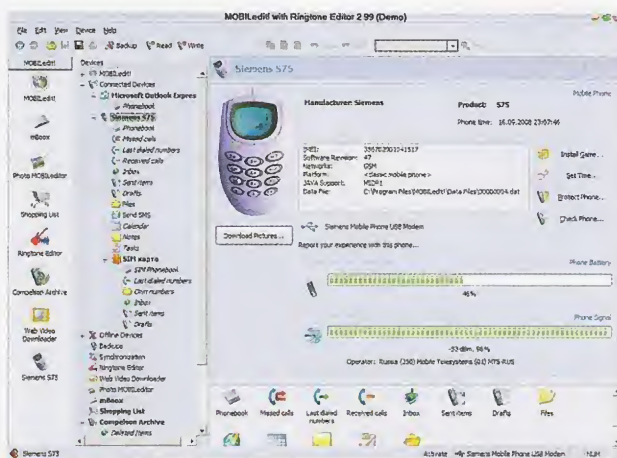 MOBILedit! with Ringtone Editor 2.99 (Demo)
File Edit View Device Help
Backup Read Write
MOBILedit!
MOBILedit!
mBoox
Photo MOBILeditor
Shopping List
Ringtone Editor
Compelson Archive
Web Video
Downloader
Siemens S75
Devices
MOBILedit!
Connected Devices
Microsoft Outlook Expres
Phonebook
Siemens S75
Phonebook
Missed calls
Last dialed numbers
Received calls
Inbox
Sent items
Drafts
Files
Send SMS
Calendar
Notes
Tasks
SIM карта
SIM Phonebook
Last dialed numbers
Own numbers
Inbox
Sent items
Drafts
Offline Devices
Backups
Synchronization
Ringtone Editor
Web Video Downloader
Photo MOBILeditor
mBoox
Shopping List
Compelson Archive
Deleted Items
Siemens S75
Mobile Phone
Manufacturer: Siemens Product: S75
Phone time: 16.09.2008 23:07:46
IMEI:
Software Revision: 47
Networks: GSM
Platform: <classic mobile phone>
JAVA Support: MIDP1
Data File: C:\Program Files\MOBILedit!\Data Files\00000094.dat
Install Game...
Set Time...
Protect Phone...
Check Phone...
Download Pictures...
Siemens Mobile Phone USB Modem
Report your experience with this phone...
Phone Battery
46%
Phone Signal
-53 dBm, 96%
Operator: Russia (250) Mobile Telesystems (01) MTS-RUS
Phonebook Missed calls Last dialed numbers Received calls Inbox Sent items Drafts Files
Siemens S75 Activate Siemens Mobile Phone USB Modem NUM